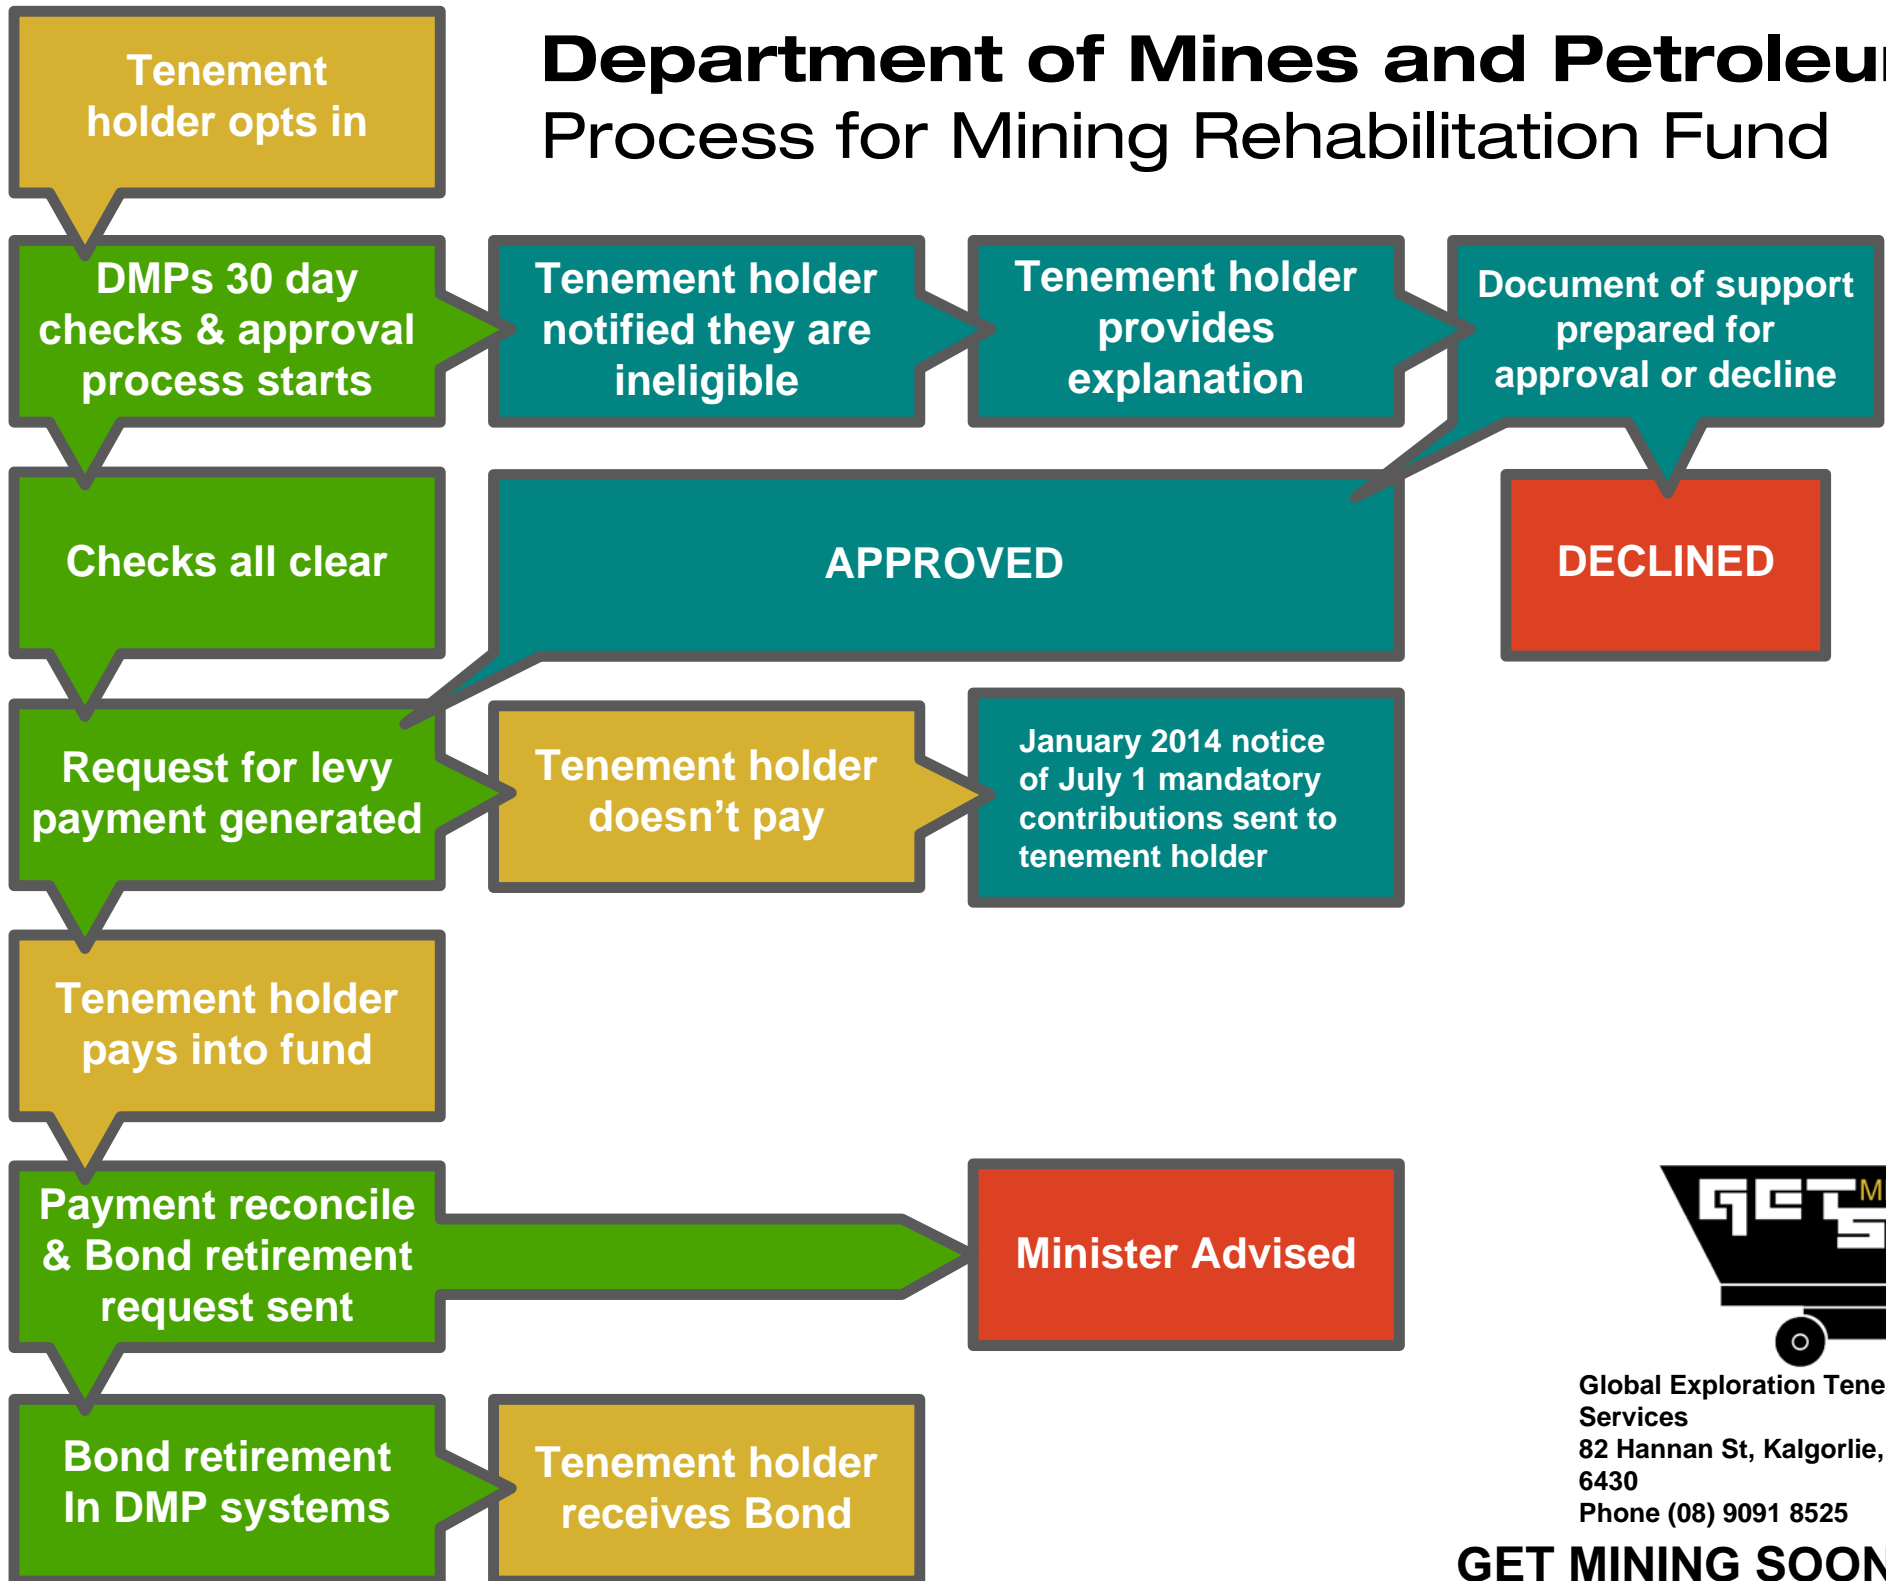 Department of Mines and Petroleu
Process for Mining Rehabilitation Fund
Tenement
holder opts in
DMPs 30 day
checks & approval
process starts
Tenement holder
notified they are
ineligible
Tenement holder
provides
explanation
Document of support
prepared for
approval or decline
Checks all clear
APPROVED
DECLINED
Request for levy
payment generated
Tenement holder
doesn't pay
January 2014 notice
of July 1 mandatory
contributions sent to
tenement holder
Tenement holder
pays into fund
Payment reconcile
& Bond retirement
request sent
Minister Advised
Bond retirement
In DMP systems
Tenement holder
receives Bond
GETS
Global Exploration Tene
Services
82 Hannan St, Kalgorlie,
6430
Phone (08) 9091 8525
GET MINING SOON